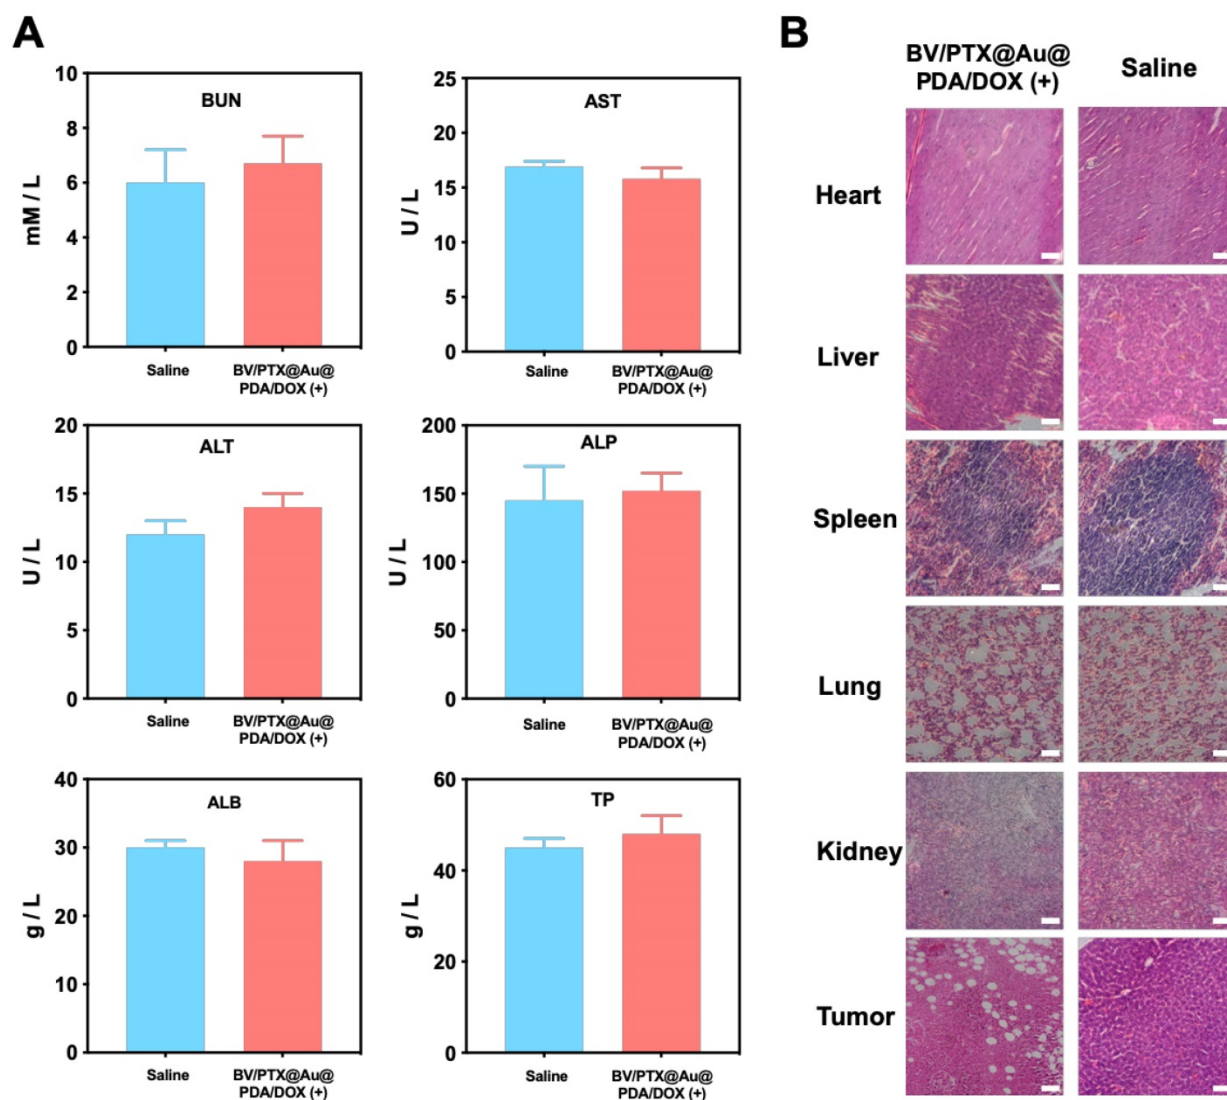 A
BUN
10
8
6
4
2
0
mM / L
Saline
BV/PTX@Au@
PDA/DOX (+)
AST
25
20
15
10
5
0
U / L
Saline
BV/PTX@Au@
PDA/DOX (+)
ALT
20
15
10
5
0
U / L
Saline
BV/PTX@Au@
PDA/DOX (+)
ALP
200
150
100
50
0
U / L
Saline
BV/PTX@Au@
PDA/DOX (+)
ALB
40
30
20
10
0
g / L
Saline
BV/PTX@Au@
PDA/DOX (+)
TP
60
40
20
0
g / L
Saline
BV/PTX@Au@
PDA/DOX (+)
B
BV/PTX@Au@
PDA/DOX (+)
Saline
Heart
Liver
Spleen
Lung
Kidney
Tumor